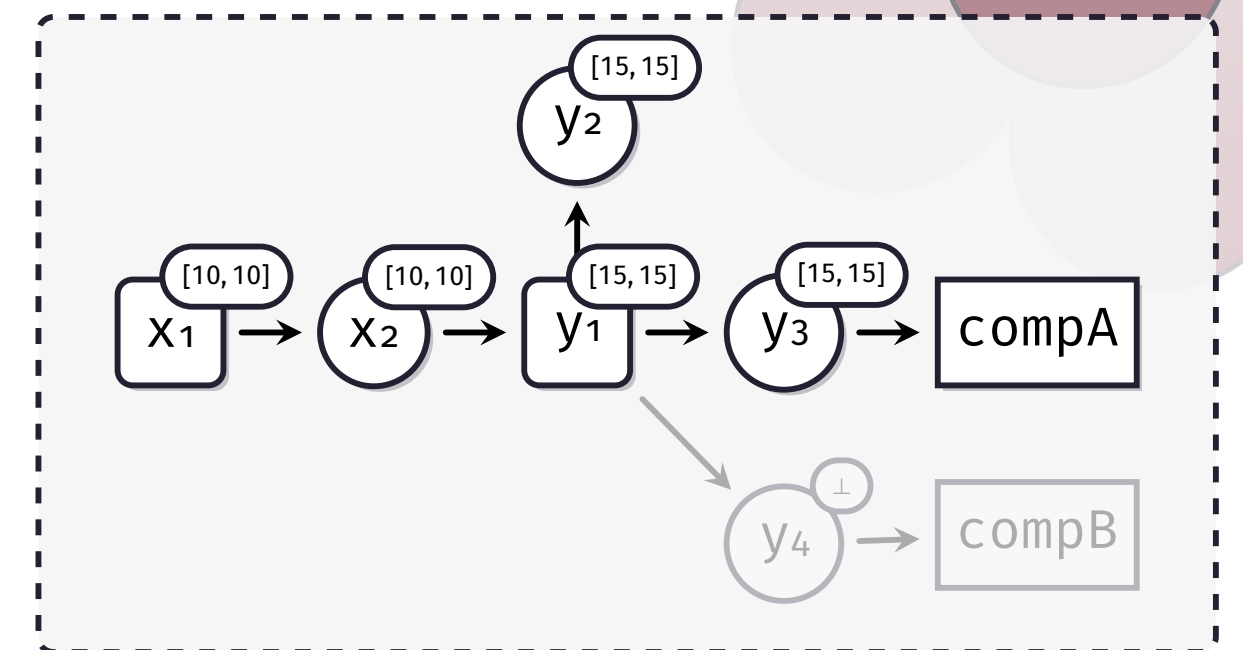 [15, 15]
y2
[10, 10]
x1
[10, 10]
x2
[15, 15]
y1
[15, 15]
y3
compA
⊥
y4
compB